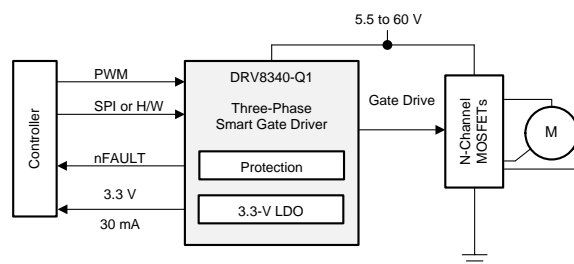 5.5 to 60 V
DRV8340-Q1
Three-Phase
Smart Gate Driver
Protection
3.3-V LDO
Controller
PWM
SPI or H/W
nFAULT
3.3 V
30 mA
Gate Drive
N-Channel
MOSFETs
M